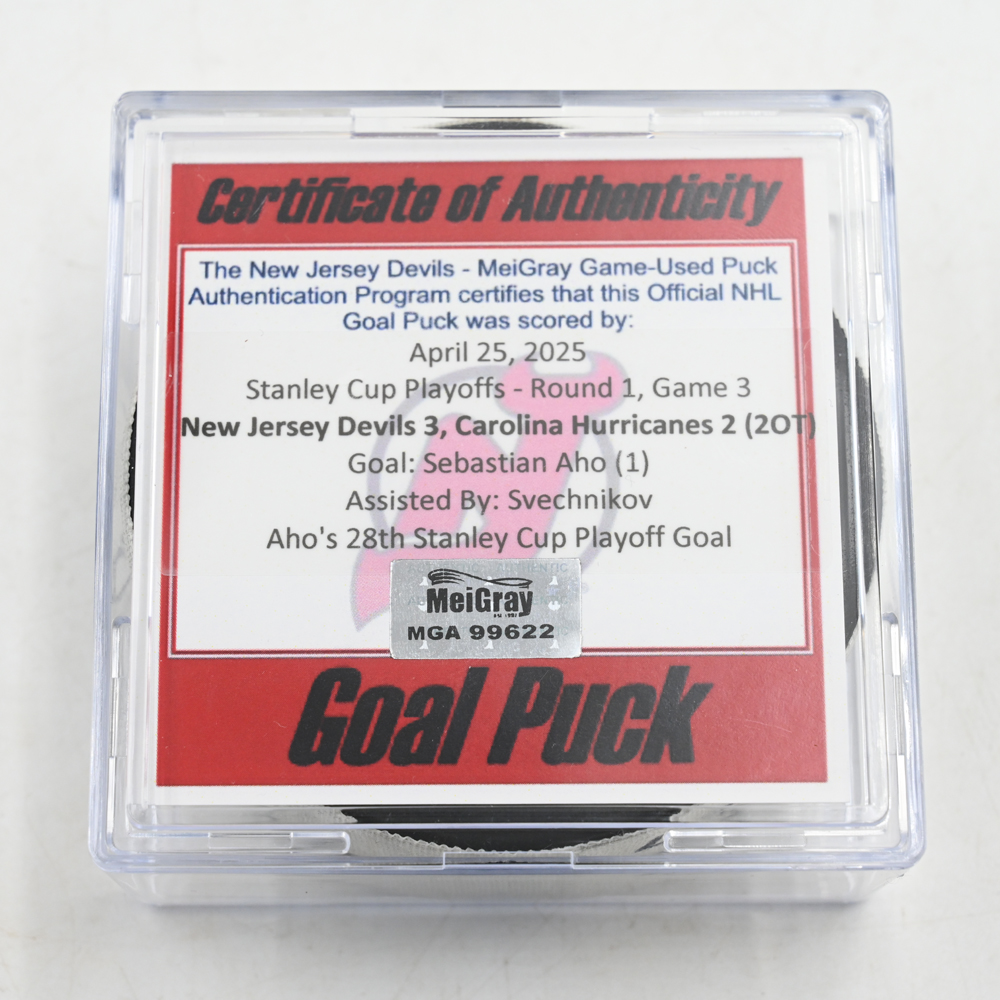 Certificate of Authenticity
The New Jersey Devils - MeiGray Game-Used Puck
Authentication Program certifies that this Official NHL
Goal Puck was scored by:
April 25, 2025
Stanley Cup Playoffs - Round 1, Game 3
New Jersey Devils 3, Carolina Hurricanes 2 (2OT)
Goal: Sebastian Aho (1)
Assisted By: Svechnikov
Aho's 28th Stanley Cup Playoff Goal
MeiGray
MGA 99622
Goal Puck